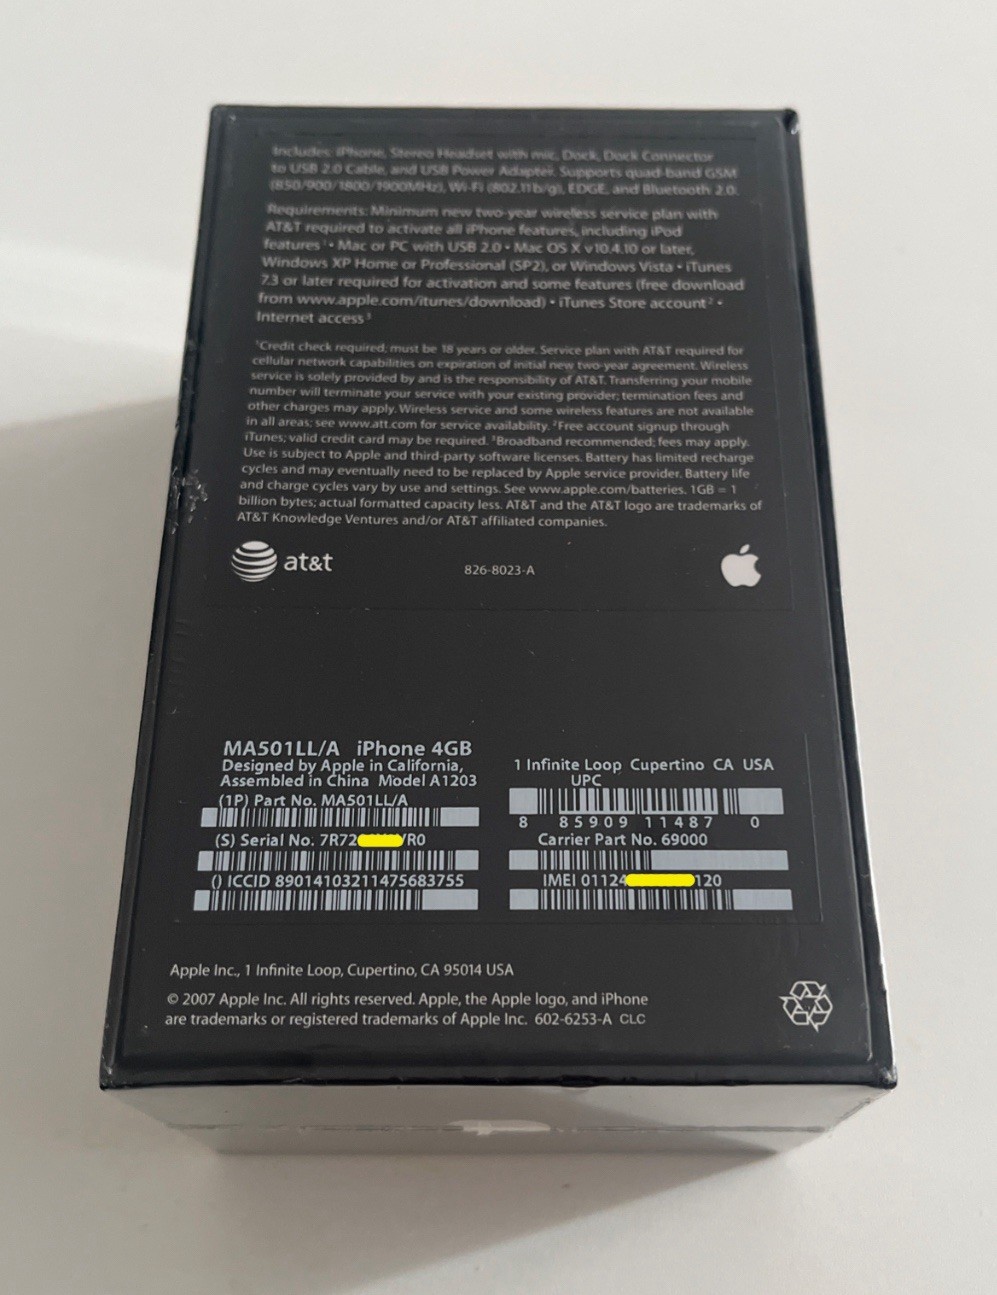 Includes: iPhone, Stereo Headset with mic, Dock, Dock Connector
to USB 2.0 Cable, and USB Power Adapter. Supports quad-band GSM
(850/900/1800/1900MHz), Wi-Fi (802.11b/g), EDGE, and Bluetooth 2.0.
Requirements: Minimum new two-year wireless service plan with
AT&T required to activate all iPhone features, including iPod
features¹ • Mac or PC with USB 2.0 • Mac OS X v10.4.10 or later,
Windows XP Home or Professional (SP2), or Windows Vista • iTunes
7.3 or later required for activation and some features (free download
from www.apple.com/itunes/download) • iTunes Store account² •
Internet access³
¹Credit check required; must be 18 years or older. Service plan with AT&T required for
cellular network capabilities on expiration of initial new two-year agreement. Wireless
service is solely provided by and is the responsibility of AT&T. Transferring your mobile
number will terminate your service with your existing provider; termination fees and
other charges may apply. Wireless service and some wireless features are not available
in all areas; see www.att.com for service availability. ²Free account signup through
iTunes; valid credit card may be required. ³Broadband recommended; fees may apply.
Use is subject to Apple and third-party software licenses. Battery has limited recharge
cycles and may eventually need to be replaced by Apple service provider. Battery life
and charge cycles vary by use and settings. See www.apple.com/batteries. 1GB = 1
billion bytes; actual formatted capacity less. AT&T and the AT&T logo are trademarks of
AT&T Knowledge Ventures and/or AT&T affiliated companies.
at&t
826-8023-A
MA501LL/A iPhone 4GB
Designed by Apple in California,
Assembled in China Model A1203
(1P) Part No. MA501LL/A
(S) Serial No. 7R72 /R0
() ICCID 89014103211475683755
1 Infinite Loop Cupertino CA USA
UPC
8 85909 11487 0
Carrier Part No. 69000
IMEI 01124 120
Apple Inc., 1 Infinite Loop, Cupertino, CA 95014 USA
© 2007 Apple Inc. All rights reserved. Apple, the Apple logo, and iPhone
are trademarks or registered trademarks of Apple Inc. 602-6253-A CLC